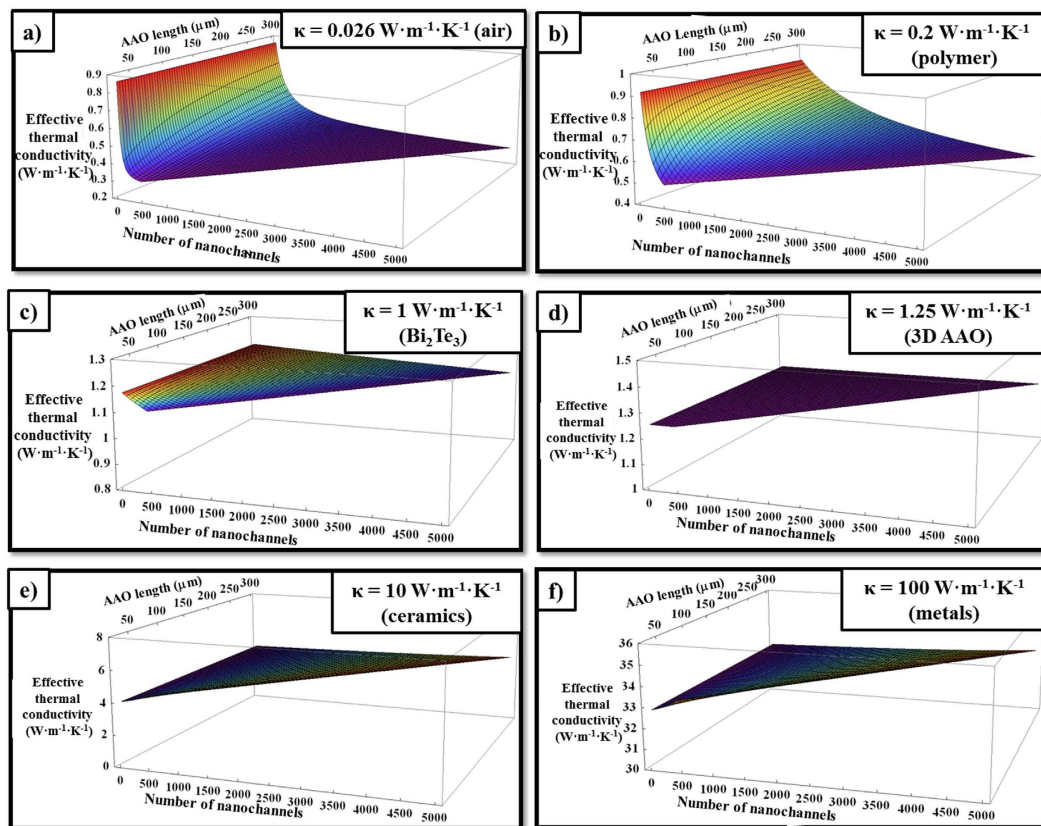 a)
κ = 0.026 W·m⁻¹·K⁻¹ (air)
AAO length (μm)
50 100 150 200 250 300
0.9
0.8
0.7
0.6
0.5
0.4
0.3
0.2
Effective
thermal
conductivity
(W·m⁻¹·K⁻¹)
0 500 1000 1500 2000 2500 3000 3500 4000 4500 5000
Number of nanochannels
b)
κ = 0.2 W·m⁻¹·K⁻¹
(polymer)
AAO Length (μm)
50 100 150 200 250 300
1
0.9
0.8
0.7
0.6
0.5
0.4
Effective
thermal
conductivity
(W·m⁻¹·K⁻¹)
0 500 1000 1500 2000 2500 3000 3500 4000 4500 5000
Number of nanochannels
c)
κ = 1 W·m⁻¹·K⁻¹
(Bi₂Te₃)
AAO length (μm)
50 100 150 200 250 300
1.3
1.2
1.1
1
0.9
0.8
Effective
thermal
conductivity
(W·m⁻¹·K⁻¹)
0 500 1000 1500 2000 2500 3000 3500 4000 4500 5000
Number of nanochannels
d)
κ = 1.25 W·m⁻¹·K⁻¹
(3D AAO)
AAO length (μm)
50 100 150 200 250 300
1.5
1.4
1.3
1.2
1.1
1
Effective
thermal
conductivity
(W·m⁻¹·K⁻¹)
0 500 1000 1500 2000 2500 3000 3500 4000 4500 5000
Number of nanochannels
e)
κ = 10 W·m⁻¹·K⁻¹
(ceramics)
AAO length (μm)
50 100 150 200 250 300
8
6
4
2
0
Effective
thermal
conductivity
(W·m⁻¹·K⁻¹)
0 500 1000 1500 2000 2500 3000 3500 4000 4500 5000
Number of nanochannels
f)
κ = 100 W·m⁻¹·K⁻¹
(metals)
AAO length (μm)
50 100 150 200 250 300
36
35
34
33
32
31
30
Effective
thermal
conductivity
(W·m⁻¹·K⁻¹)
0 500 1000 1500 2000 2500 3000 3500 4000 4500 5000
Number of nanochannels